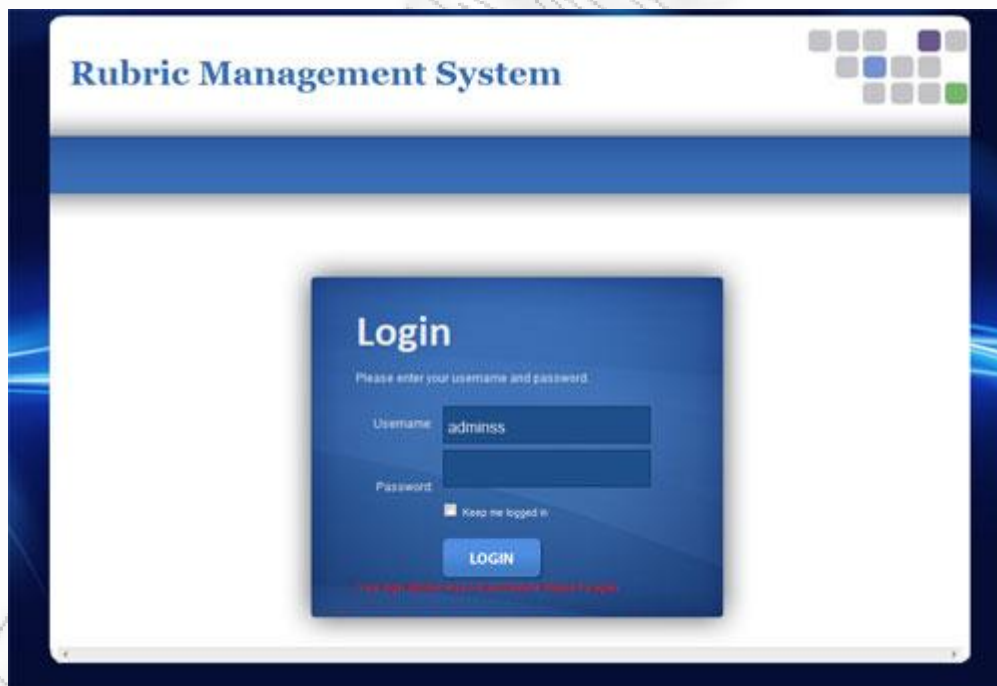 Rubric Management System
Login
Please enter your username and password.
Username
adminss
Password
Keep me logged in
LOGIN